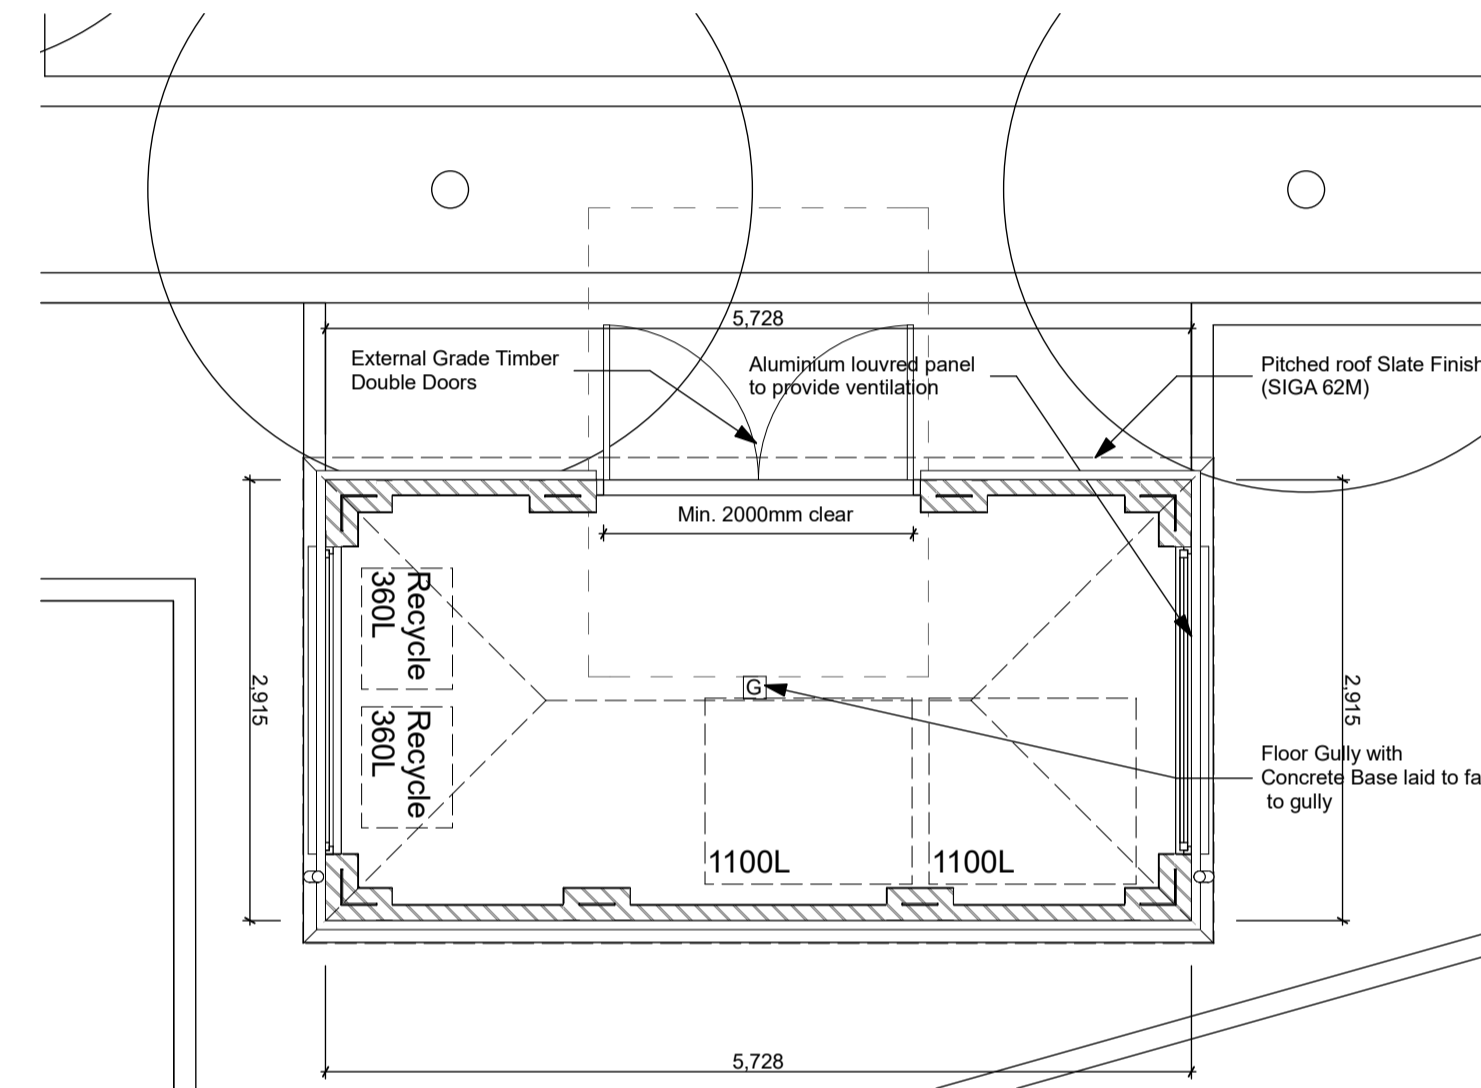 5,728
External Grade Timber
Double Doors
Aluminium louvred panel
to provide ventilation
Pitched roof Slate Finish
(SIGA 62M)
Min. 2000mm clear
Recycle
360L
Recycle
360L
2,915
2,915
G
Floor Gully with
Concrete Base laid to fa
to gully
1100L
1100L
5,728